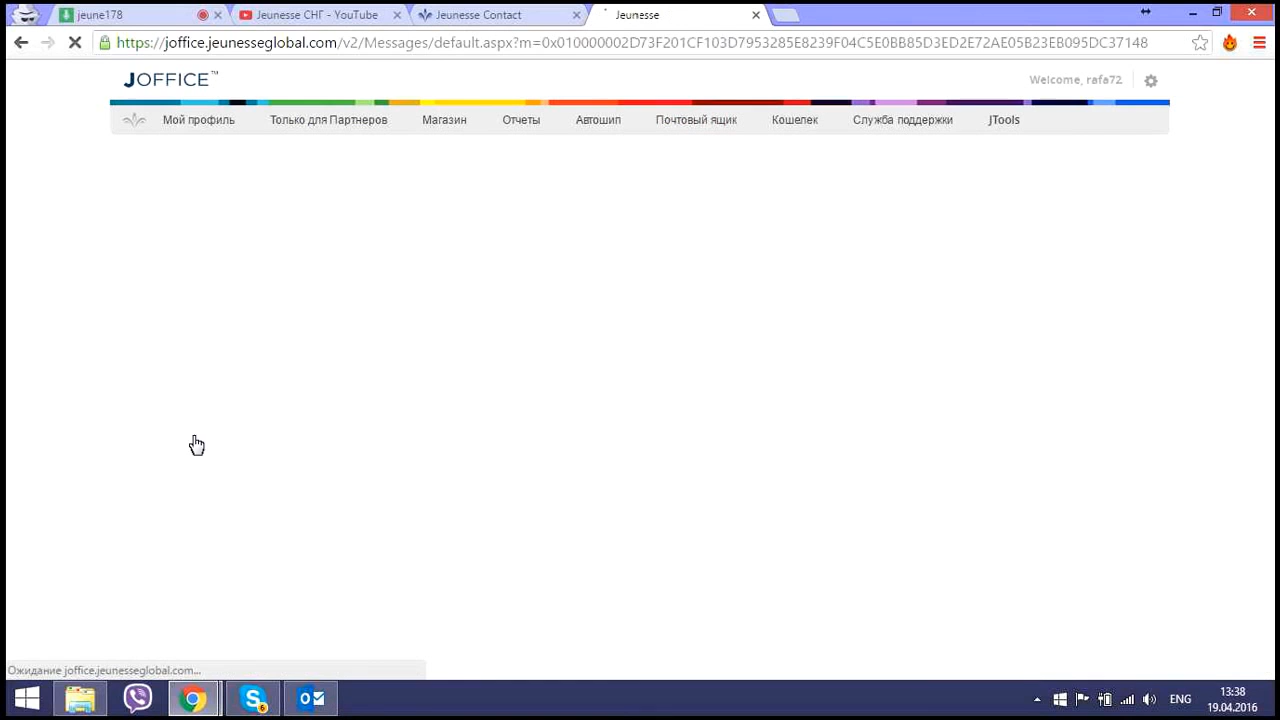 jeune178
Jeunesse СНГ - YouTube
Jeunesse Contact
Jeunesse
https://joffice.jeunesseglobal.com/v2/Messages/default.aspx?m=0x010000002D73F201CF103D7953285E8239F04C5E0BB85D3ED2E72AE05B23EB095DC37148
JOFFICE™
Welcome, rafa72
Мой профиль
Только для Партнеров
Магазин
Отчеты
Автошип
Почтовый ящик
Кошелек
Служба поддержки
JTools
Ожидание joffice.jeunesseglobal.com...
S 6
O
ENG
13:38
19.04.2016